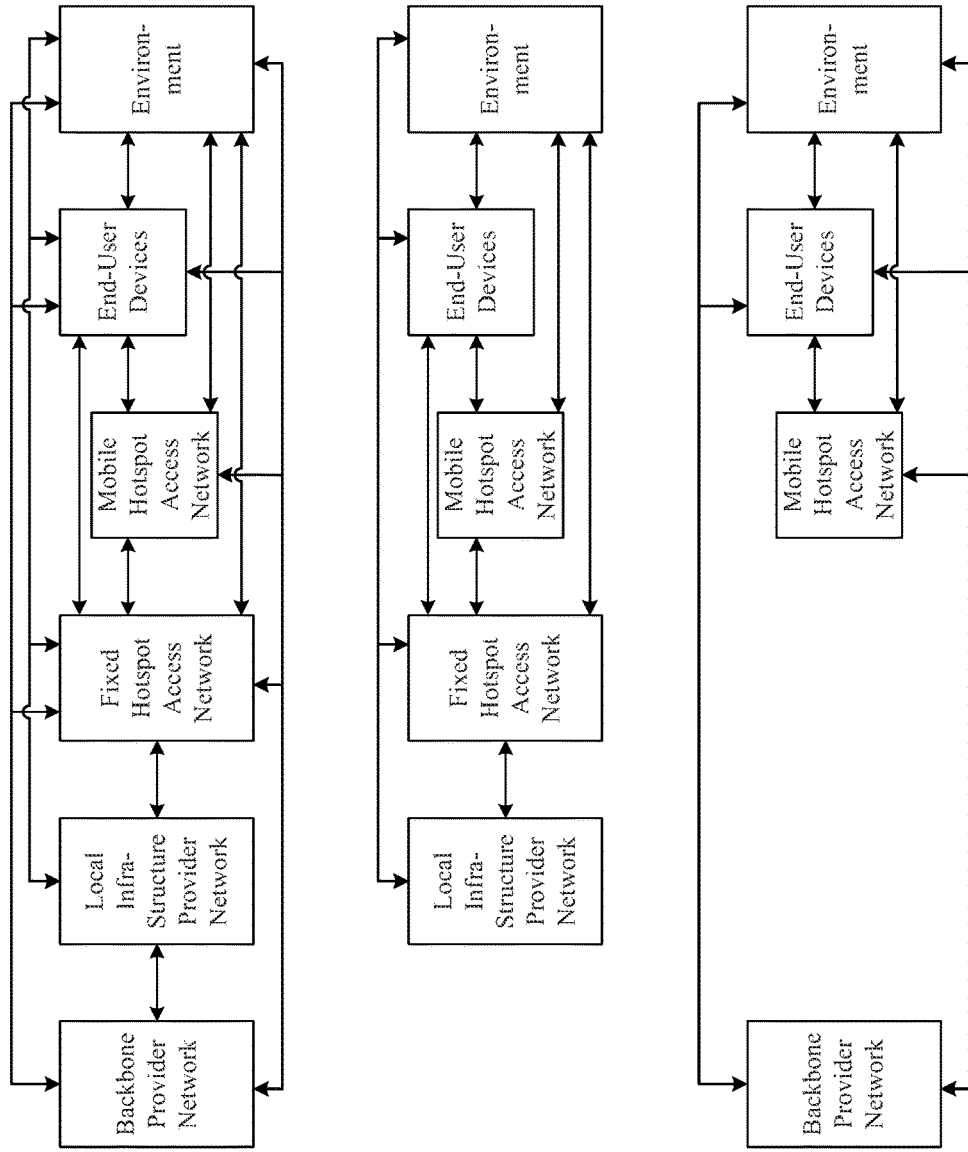 Backbone
Provider
Network
Local
Infra-
Structure
Provider
Network
Fixed
Hotspot
Access
Network
Mobile
Hotspot
Access
Network
End-User
Devices
Environ-
ment
Local
Infra-
Structure
Provider
Network
Fixed
Hotspot
Access
Network
Mobile
Hotspot
Access
Network
End-User
Devices
Environ-
ment
Backbone
Provider
Network
Mobile
Hotspot
Access
Network
End-User
Devices
Environ-
ment